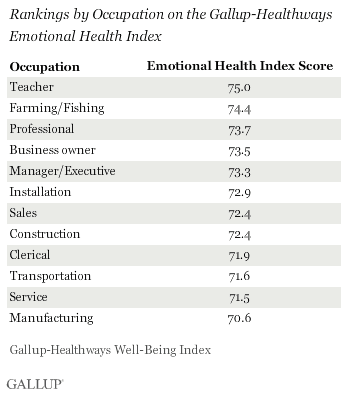 Rankings by Occupation on the Gallup-Healthways
Emotional Health Index
Occupation Emotional Health Index Score
Teacher 75.0
Farming/Fishing 74.4
Professional 73.7
Business owner 73.5
Manager/Executive 73.3
Installation 72.9
Sales 72.4
Construction 72.4
Clerical 71.9
Transportation 71.6
Service 71.5
Manufacturing 70.6
Gallup-Healthways Well-Being Index
GALLUP®